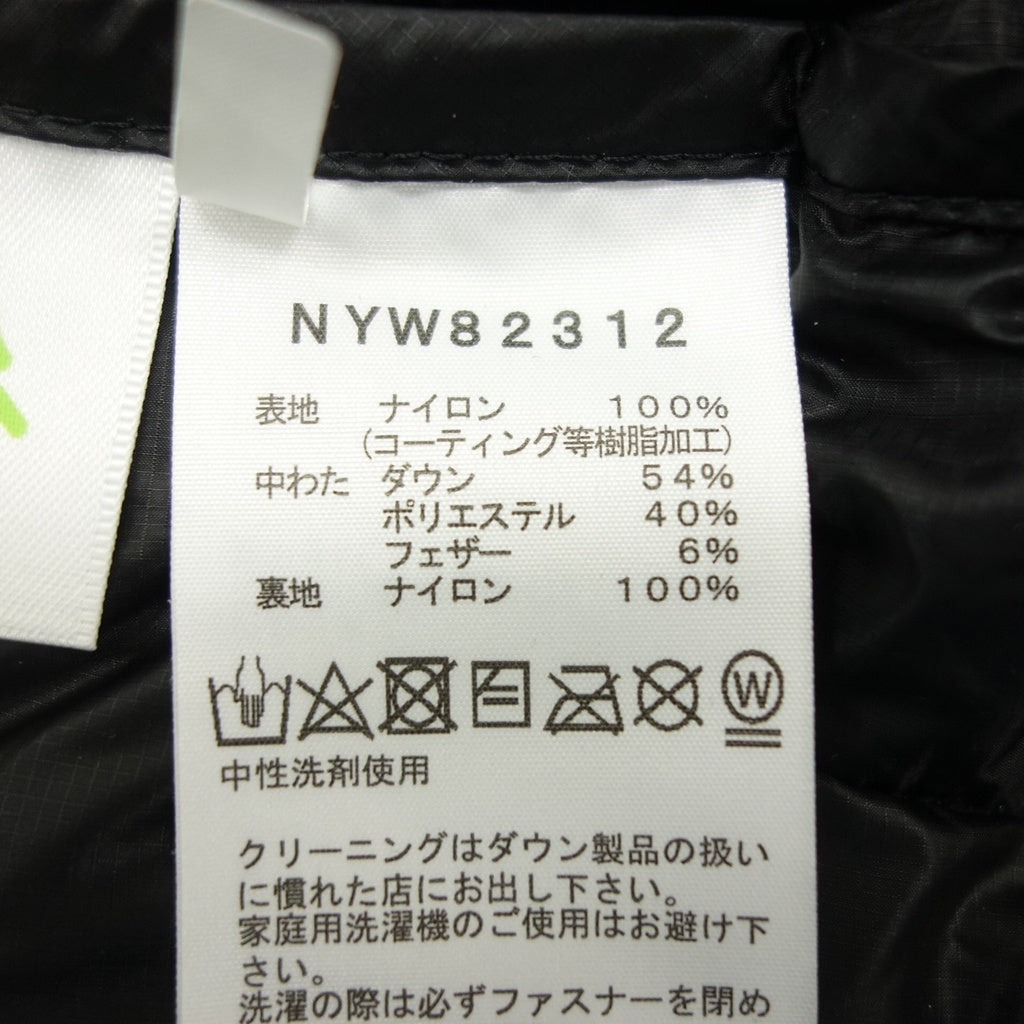 NYW82312
表地 ナイロン 100%
(コーティング等樹脂加工)
中わた ダウン 54%
ポリエステル 40%
フェザー 6%
裏地 ナイロン 100%
W
中性洗剤使用
クリーニングはダウン製品の扱い
に慣れた店にお出し下さい。
家庭用洗濯機のご使用はお避け下
さい。
洗濯の際は必ずファスナーを閉め